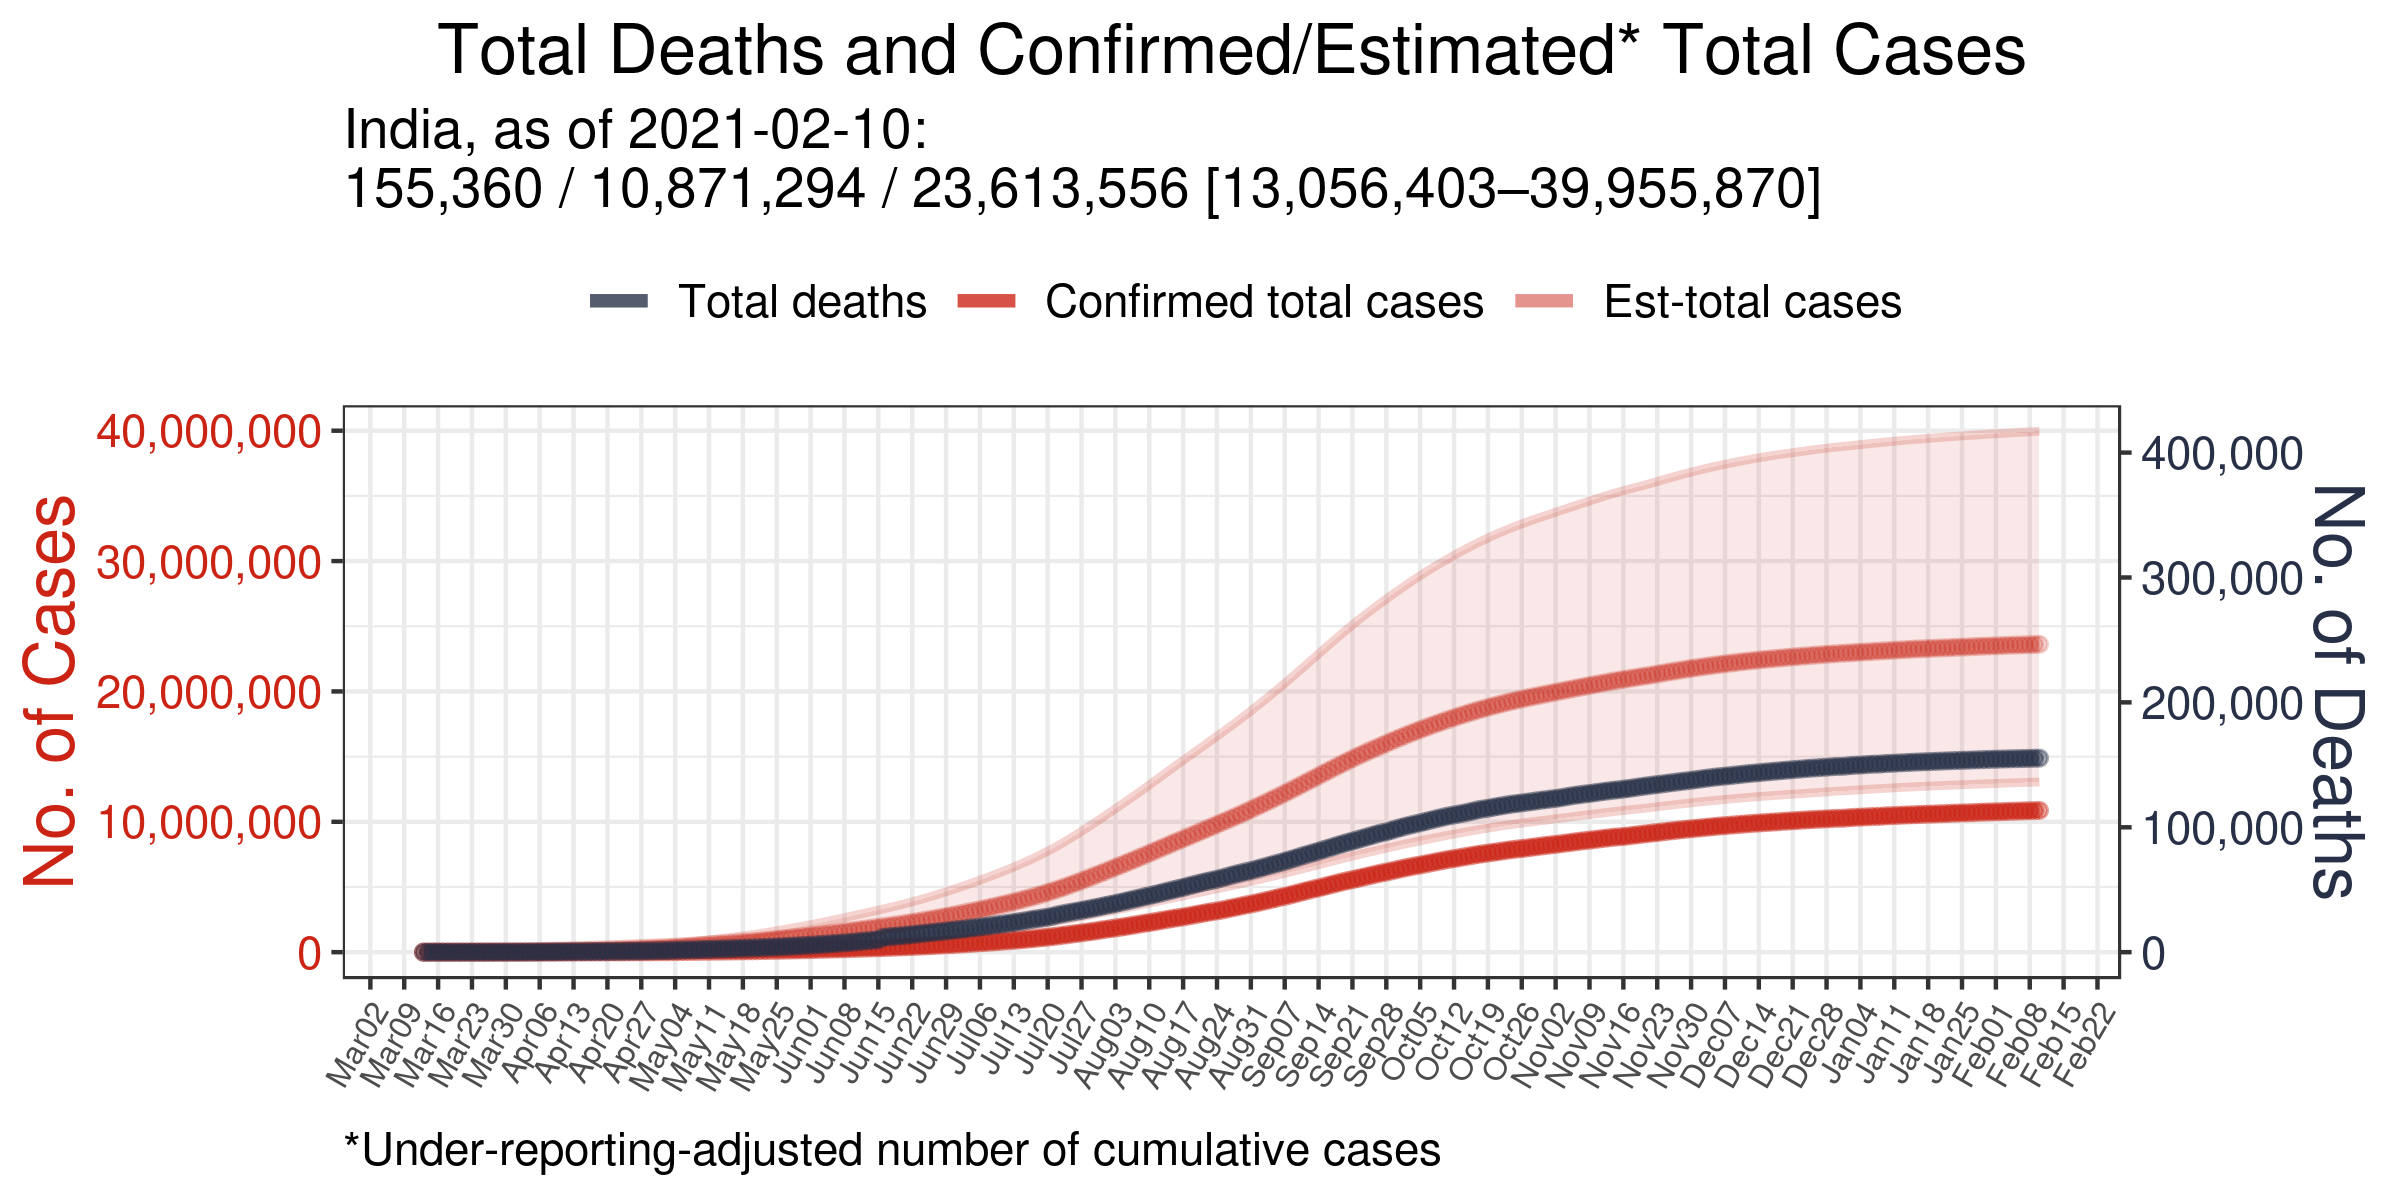 Total Deaths and Confirmed/Estimated* Total Cases
India, as of 2021-02-10:
155,360 / 10,871,294 / 23,613,556 [13,056,403–39,955,870]
Total deaths
Confirmed total cases
Est-total cases
No. of Cases
40,000,000
30,000,000
20,000,000
10,000,000
0
400,000
300,000
200,000
100,000
0
No. of Deaths
Mar02
Mar09
Mar16
Mar23
Mar30
Apr06
Apr13
Apr20
Apr27
May04
May11
May18
May25
Jun01
Jun08
Jun15
Jun22
Jun29
Jul06
Jul13
Jul20
Jul27
Aug03
Aug10
Aug17
Aug24
Aug31
Sep07
Sep14
Sep21
Sep28
Oct05
Oct12
Oct19
Oct26
Nov02
Nov09
Nov16
Nov23
Nov30
Dec07
Dec14
Dec21
Dec28
Jan04
Jan11
Jan18
Jan25
Feb01
Feb08
Feb15
Feb22
*Under-reporting-adjusted number of cumulative cases